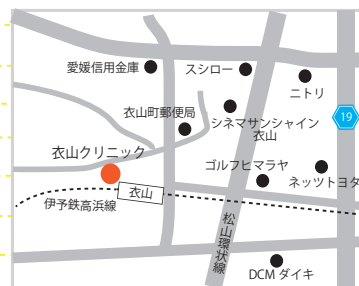 愛媛信用金庫
スシロー
ニトリ
19
衣山町郵便局
シネマサンシャイン
衣山
衣山クリニック
ゴルフヒマラヤ
ネッツトヨタ
衣山
伊予鉄高浜線
松山環状線
DCM ダイキ